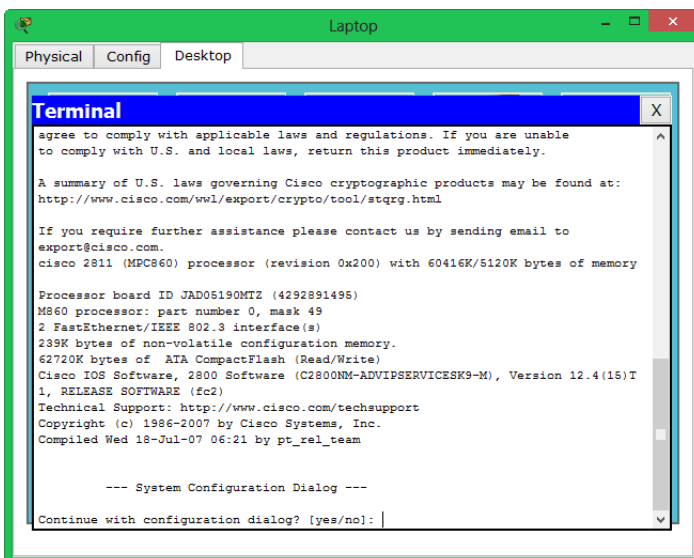 Laptop
Physical Config Desktop
Terminal X
agree to comply with applicable laws and regulations. If you are unable
to comply with U.S. and local laws, return this product immediately.
A summary of U.S. laws governing Cisco cryptographic products may be found at:
http://www.cisco.com/wwl/export/crypto/tool/stqrg.html
If you require further assistance please contact us by sending email to
export@cisco.com.
cisco 2811 (MPC860) processor (revision 0x200) with 60416K/5120K bytes of memory
Processor board ID JAD05190MTZ (4292891495)
M860 processor: part number 0, mask 49
2 FastEthernet/IEEE 802.3 interface(s)
239K bytes of non-volatile configuration memory.
62720K bytes of ATA CompactFlash (Read/Write)
Cisco IOS Software, 2800 Software (C2800NM-ADVIPSERVICESK9-M), Version 12.4(15)T
1, RELEASE SOFTWARE (fc2)
Technical Support: http://www.cisco.com/techsupport
Copyright (c) 1986-2007 by Cisco Systems, Inc.
Compiled Wed 18-Jul-07 06:21 by pt_rel_team
--- System Configuration Dialog ---
Continue with configuration dialog? [yes/no]: